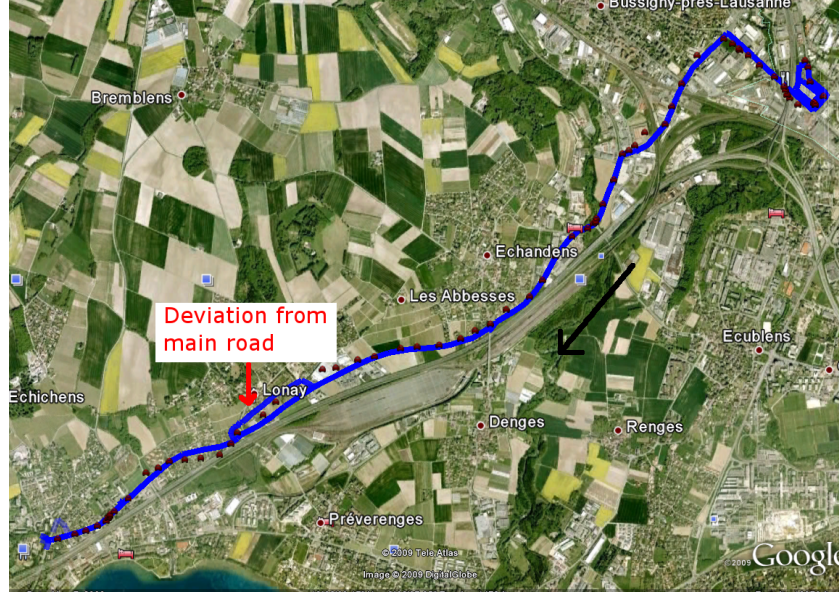 Bussigny-près-Lausanne
Bremblens
Echandens
Les Abbesses
Deviation from
main road
Ecublens
Lonay
Echichens
Denges
Renges
Préverenges
© 2009 Tele Atlas
Image © 2009 DigitalGlobe
©2009 Google